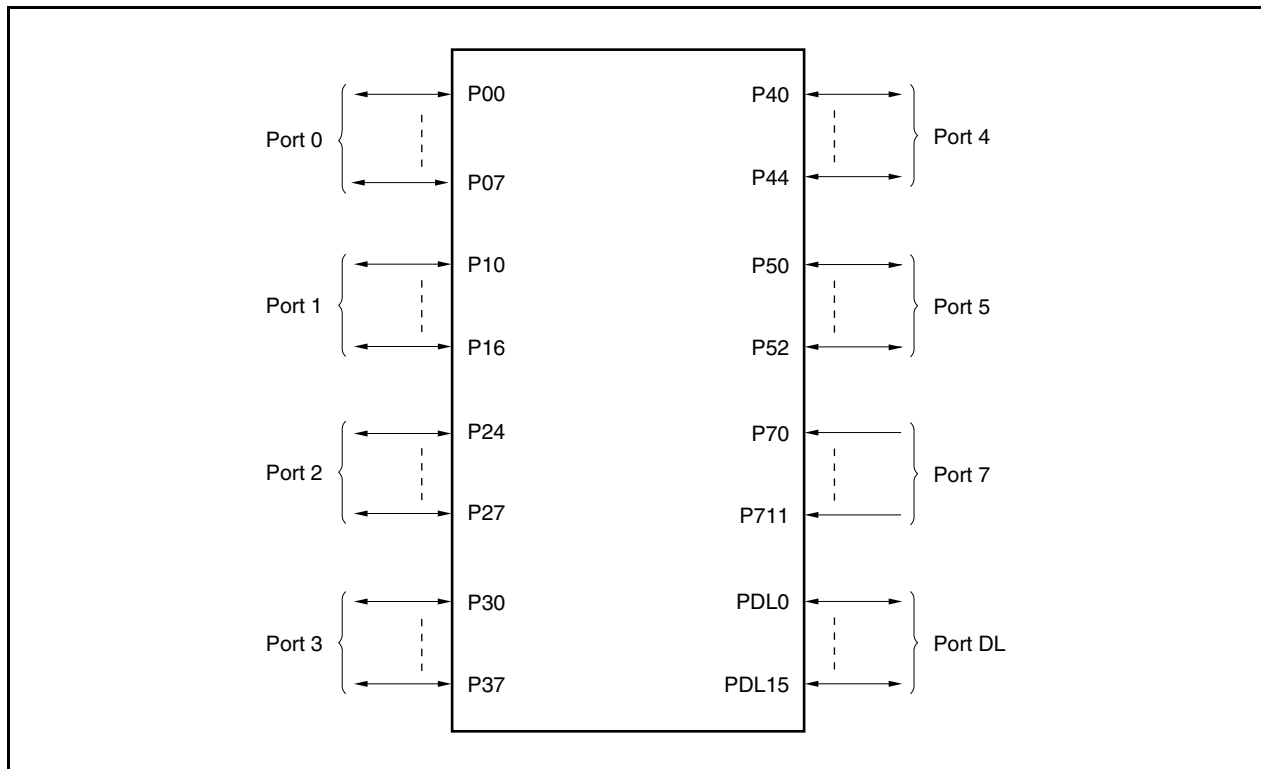 Port 0
P00
P07
Port 1
P10
P16
Port 2
P24
P27
Port 3
P30
P37
P40
P44
Port 4
P50
P52
Port 5
P70
P711
Port 7
PDL0
PDL15
Port DL